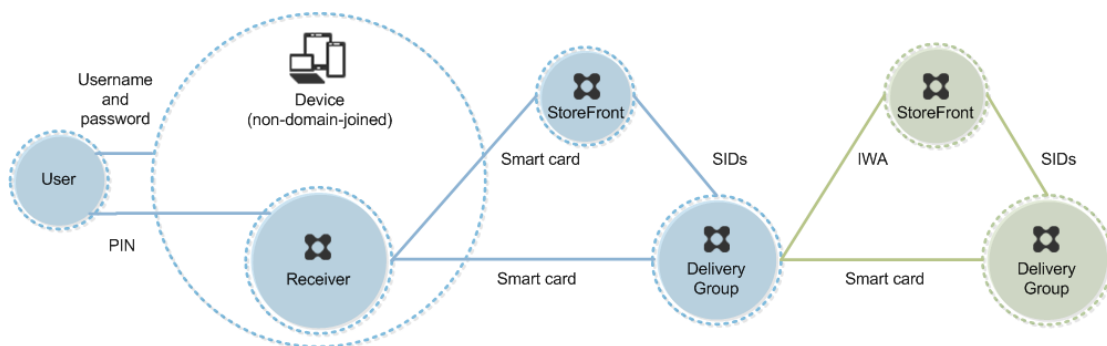 Username
and
password
User
PIN
Device
(non-domain-joined)
Receiver
Smart card
Smart card
StoreFront
SIDs
Delivery
Group
IWA
Smart card
StoreFront
SIDs
Delivery
Group